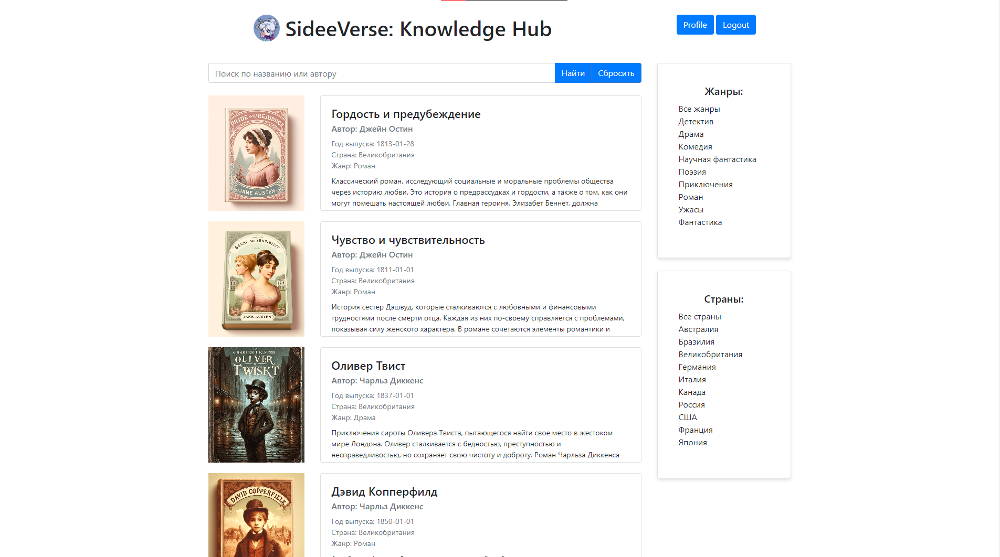 SideeVerse: Knowledge Hub
Profile
Logout
Поиск по названию или автору
Найти
Сбросить
PRIDE AND PREJUDIICE
JANE AUSTEN
Гордость и предубеждение
Автор: Джейн Остин
Год выпуска: 1813-01-28
Страна: Великобритания
Жанр: Роман
Классический роман, исследующий социальные и моральные проблемы общества
через историю любви. Это история о предрассудках и гордости, а также о том, как они
могут помешать настоящей любви. Главная героиня, Элизабет Беннет, должна
SENSE AND SENSIBILITY
JANE AUSTEN
Чувство и чувствительность
Автор: Джейн Остин
Год выпуска: 1811-01-01
Страна: Великобритания
Жанр: Роман
История сестер Дэшвуд, которые сталкиваются с любовными и финансовыми
трудностями после смерти отца. Каждая из них по-своему справляется с проблемами,
показывая силу женского характера. В романе сочетаются элементы романтики и
CHARLES DICKENS
OLIVER
TWISKT
Оливер Твист
Автор: Чарльз Диккенс
Год выпуска: 1837-01-01
Страна: Великобритания
Жанр: Драма
Приключения сироты Оливера Твиста, пытающегося найти свое место в жестоком
мире Лондона. Оливер сталкивается с бедностью, преступностью и
несправедливостью, но сохраняет свою чистоту и доброту. Роман Чарльза Диккенса
DAVID COPPERFIELK
Дэвид Копперфилд
Автор: Чарльз Диккенс
Год выпуска: 1850-01-01
Страна: Великобритания
Жанр: Роман
Жанры:
Все жанры
Детектив
Драма
Комедия
Научная фантастика
Поэзия
Приключения
Роман
Ужасы
Фантастика
Страны:
Все страны
Австралия
Бразилия
Великобритания
Германия
Италия
Канада
Россия
США
Франция
Япония